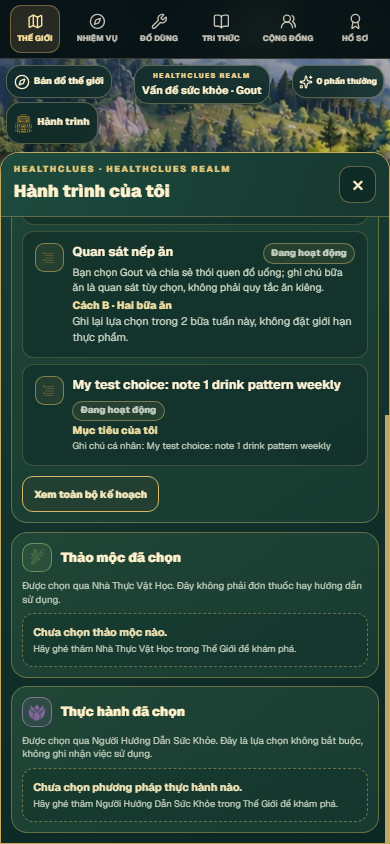 THẾ GIỚI
NHIỆM VỤ
ĐỒ DÙNG
TRI THỨC
CỘNG ĐỒNG
HỒ SƠ
Bản đồ thế giới
HEALTHCLUES REALM
Vấn đề sức khỏe · Gout
0 phần thưởng
Hành trình
HEALTHCLUES · HEALTHCLUES REALM
Hành trình của tôi
Quan sát nếp ăn
Đang hoạt động
Bạn chọn Gout và chia sẻ thói quen đồ uống; ghi chú bữa
ăn là quan sát tùy chọn, không phải quy tắc ăn kiêng.
Cách B · Hai bữa ăn
Ghi lại lựa chọn trong 2 bữa tuần này, không đặt giới hạn
thực phẩm.
My test choice: note 1 drink pattern weekly
Đang hoạt động
Mục tiêu của tôi
Ghi chú cá nhân: My test choice: note 1 drink pattern weekly
Xem toàn bộ kế hoạch
Thảo mộc đã chọn
Được chọn qua Nhà Thực Vật Học. Đây không phải đơn thuốc hay hướng dẫn
sử dụng.
Chưa chọn thảo mộc nào.
Hãy ghé thăm Nhà Thực Vật Học trong Thế Giới để khám phá.
Thực hành đã chọn
Được chọn qua Người Hướng Dẫn Sức Khỏe. Đây là lựa chọn không bắt buộc,
không ghi nhận việc sử dụng.
Chưa chọn phương pháp thực hành nào.
Hãy ghé thăm Người Hướng Dẫn Sức Khỏe trong Thế Giới để khám phá.